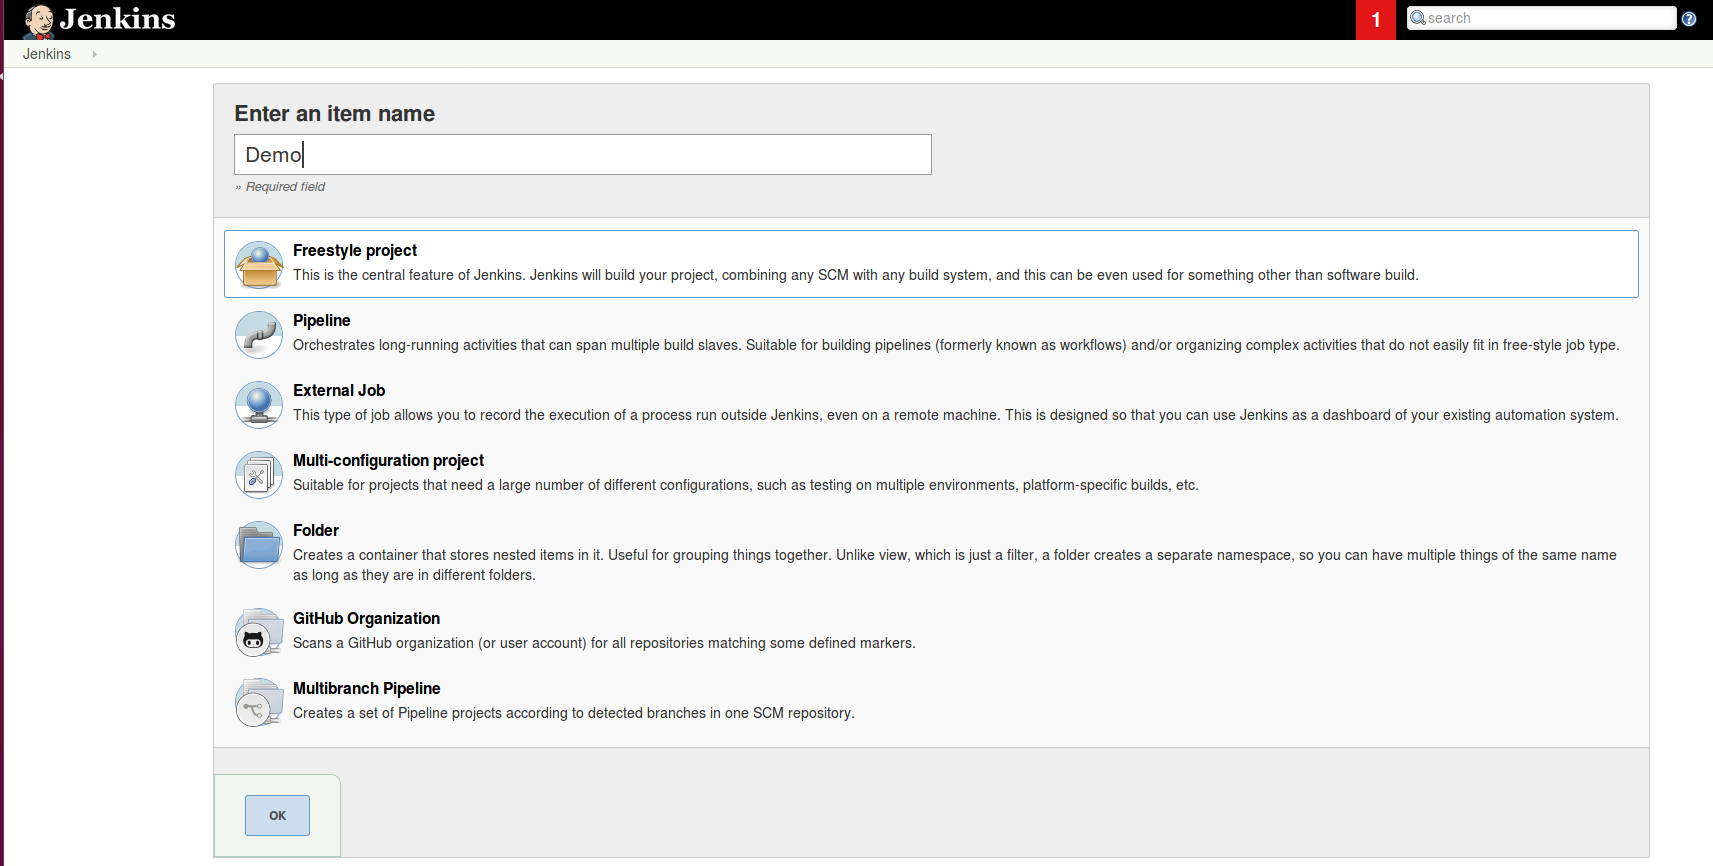 Jenkins
1
search
Jenkins
Enter an item name
Demo
» Required field
Freestyle project
This is the central feature of Jenkins. Jenkins will build your project, combining any SCM with any build system, and this can be even used for something other than software build.
Pipeline
Orchestrates long-running activities that can span multiple build slaves. Suitable for building pipelines (formerly known as workflows) and/or organizing complex activities that do not easily fit in free-style job type.
External Job
This type of job allows you to record the execution of a process run outside Jenkins, even on a remote machine. This is designed so that you can use Jenkins as a dashboard of your existing automation system.
Multi-configuration project
Suitable for projects that need a large number of different configurations, such as testing on multiple environments, platform-specific builds, etc.
Folder
Creates a container that stores nested items in it. Useful for grouping things together. Unlike view, which is just a filter, a folder creates a separate namespace, so you can have multiple things of the same name
as long as they are in different folders.
GitHub Organization
Scans a GitHub organization (or user account) for all repositories matching some defined markers.
Multibranch Pipeline
Creates a set of Pipeline projects according to detected branches in one SCM repository.
OK